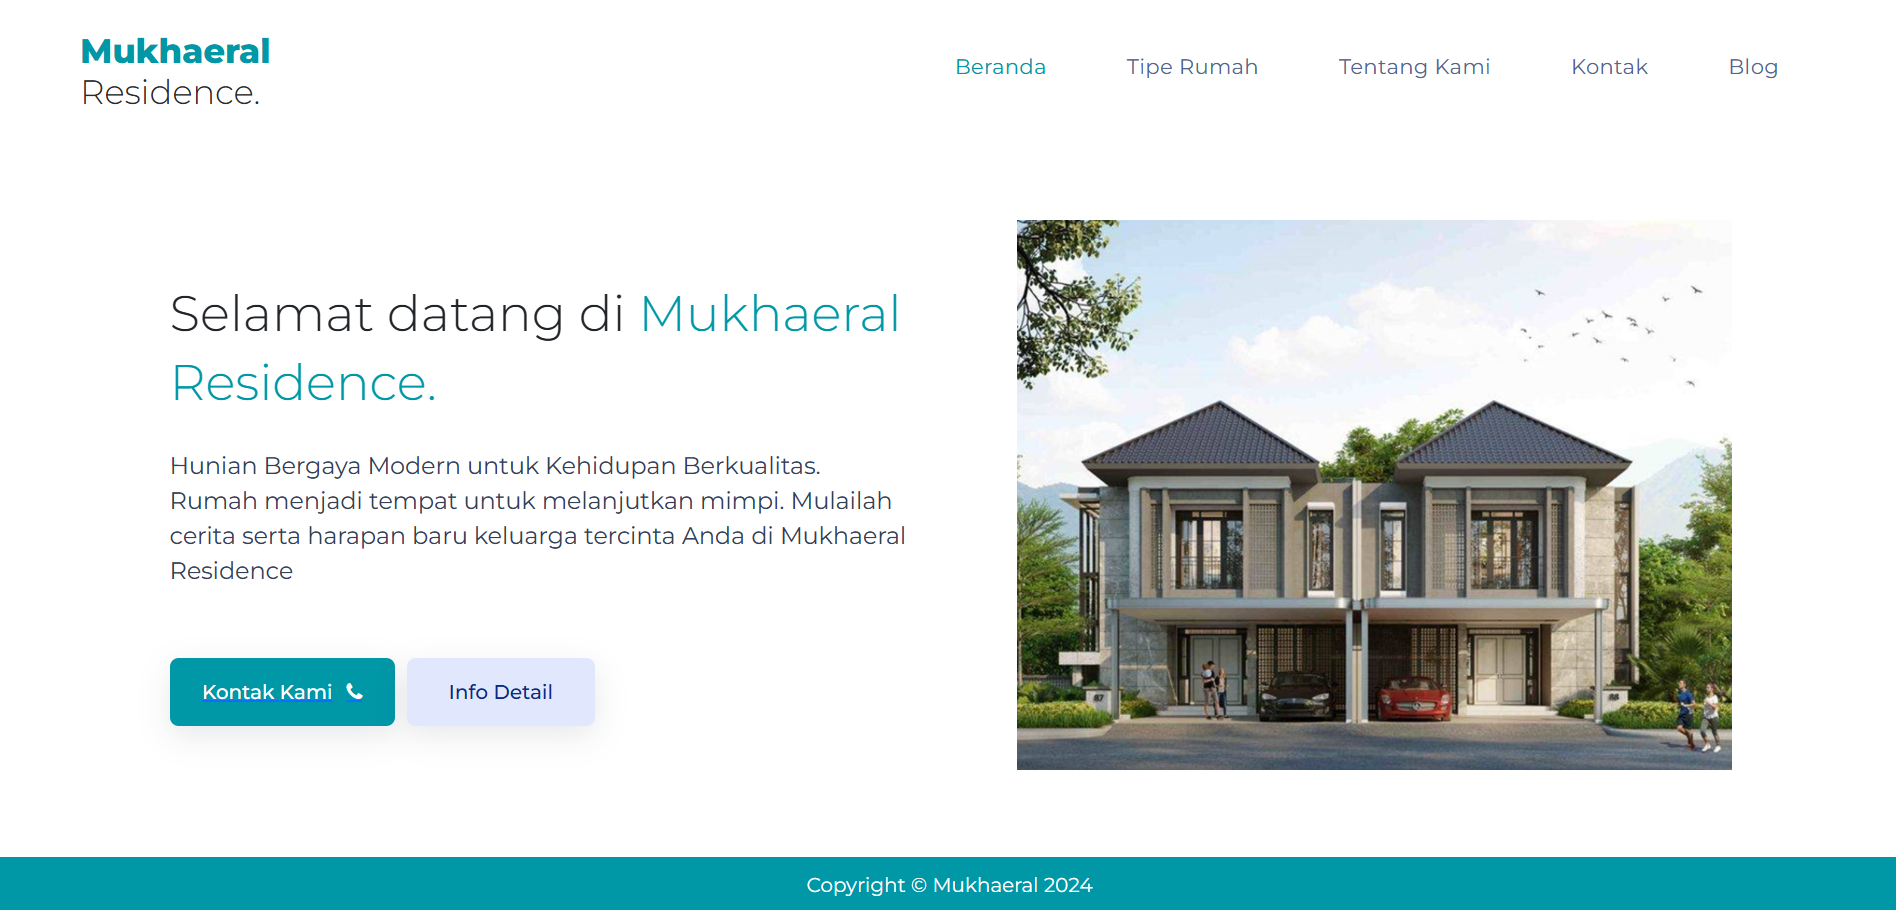 Mukhaeral
Residence.
Beranda
Tipe Rumah
Tentang Kami
Kontak
Blog
Selamat datang di Mukhaeral
Residence.
Hunian Bergaya Modern untuk Kehidupan Berkualitas.
Rumah menjadi tempat untuk melanjutkan mimpi. Mulailah
cerita serta harapan baru keluarga tercinta Anda di Mukhaeral
Residence
Kontak Kami
Info Detail
Copyright © Mukhaeral 2024